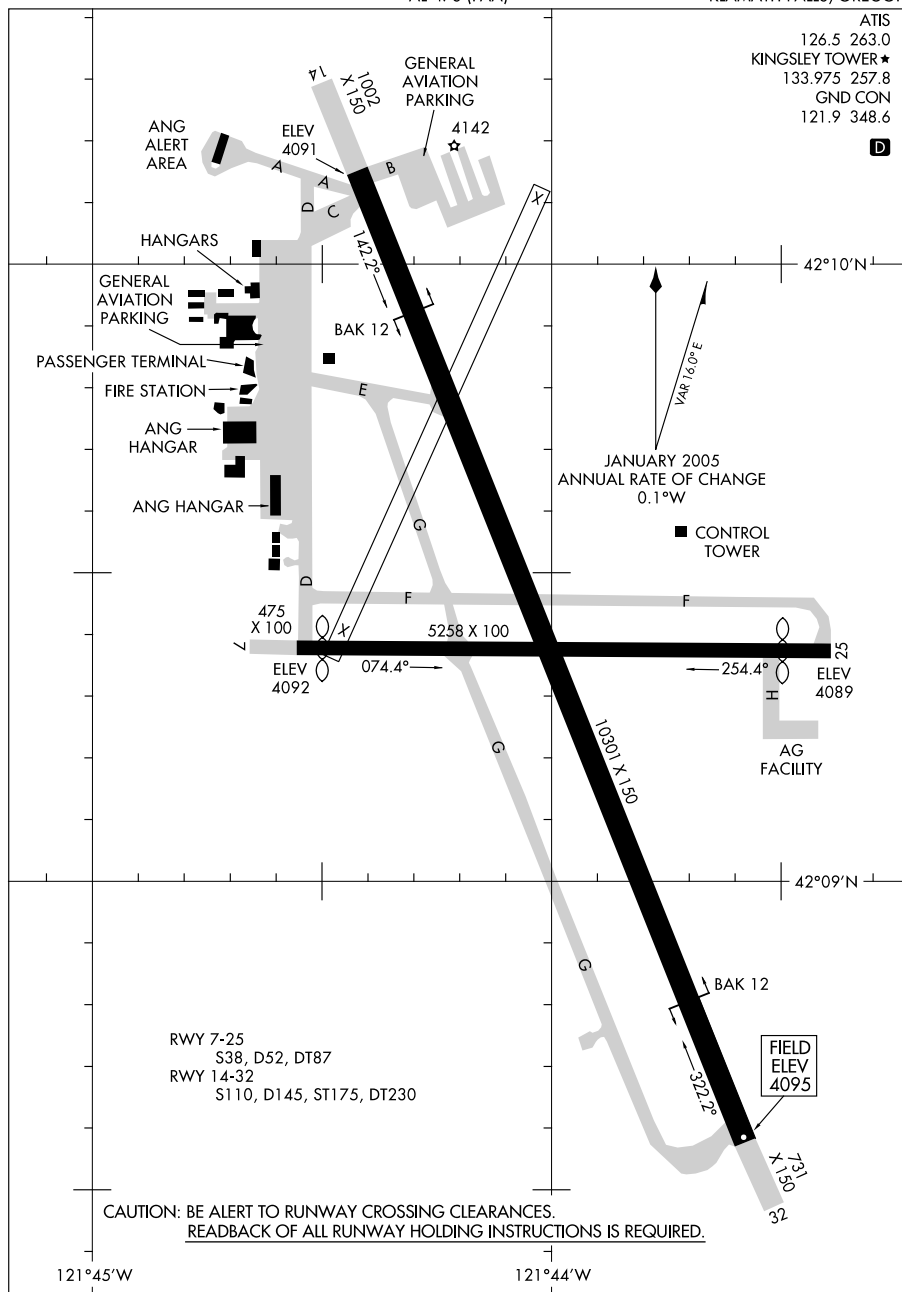 KLAMATH FALLS, OREGON
ATIS
126.5 263.0
KINGSLEY TOWER★
133.975 257.8
GND CON
121.9 348.6
D
14
1002
X 150
GENERAL
AVIATION
PARKING
4142
ANG
ALERT
AREA
ELEV
4091
A
A
B
D
C
X
HANGARS
142.2°
42°10'N
GENERAL
AVIATION
PARKING
BAK 12
PASSENGER TERMINAL
FIRE STATION
E
VAR 16.0° E
ANG
HANGAR
JANUARY 2005
ANNUAL RATE OF CHANGE
0.1°W
ANG HANGAR
G
CONTROL
TOWER
D
F
F
475
X 100
X
5258 X 100
7
25
ELEV
4092
074.4°
254.4°
ELEV
4089
H
G
10301 X 150
AG
FACILITY
42°09'N
G
BAK 12
RWY 7-25
S38, D52, DT87
RWY 14-32
S110, D145, ST175, DT230
322.2°
FIELD
ELEV
4095
731
X 150
32
CAUTION: BE ALERT TO RUNWAY CROSSING CLEARANCES.
READBACK OF ALL RUNWAY HOLDING INSTRUCTIONS IS REQUIRED.
121°45'W
121°44'W